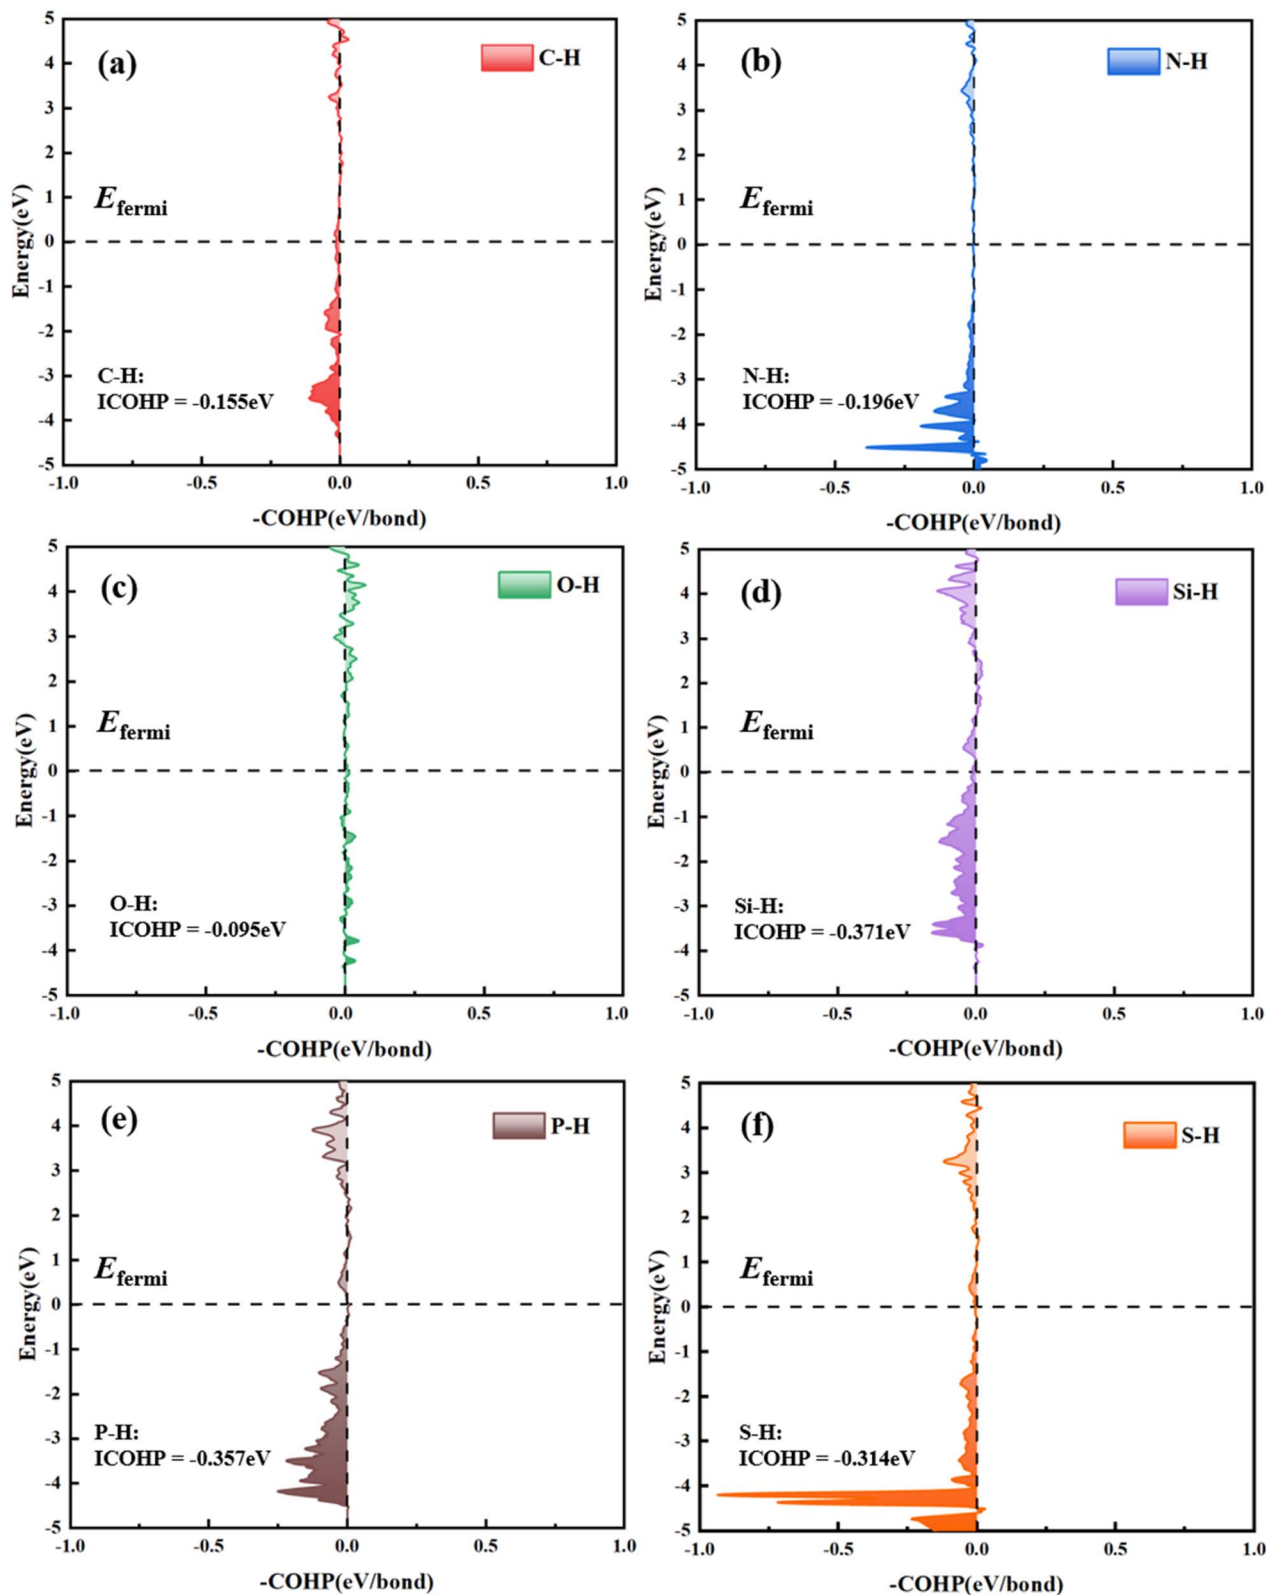 (a)
C-H
5
4
3
2
1
0
-1
-2
-3
-4
-5
Energy(eV)
Efermi
C-H:
ICOHP = -0.155eV
-1.0 -0.5 0.0 0.5 1.0
-COHP(eV/bond)
(b)
N-H
5
4
3
2
1
0
-1
-2
-3
-4
-5
Energy(eV)
Efermi
N-H:
ICOHP = -0.196eV
-1.0 -0.5 0.0 0.5 1.0
-COHP(eV/bond)
(c)
O-H
5
4
3
2
1
0
-1
-2
-3
-4
-5
Energy(eV)
Efermi
O-H:
ICOHP = -0.095eV
-1.0 -0.5 0.0 0.5 1.0
-COHP(eV/bond)
(d)
Si-H
5
4
3
2
1
0
-1
-2
-3
-4
-5
Energy(eV)
Efermi
Si-H:
ICOHP = -0.371eV
-1.0 -0.5 0.0 0.5 1.0
-COHP(eV/bond)
(e)
P-H
5
4
3
2
1
0
-1
-2
-3
-4
-5
Energy(eV)
Efermi
P-H:
ICOHP = -0.357eV
-1.0 -0.5 0.0 0.5 1.0
-COHP(eV/bond)
(f)
S-H
5
4
3
2
1
0
-1
-2
-3
-4
-5
Energy(eV)
Efermi
S-H:
ICOHP = -0.314eV
-1.0 -0.5 0.0 0.5 1.0
-COHP(eV/bond)